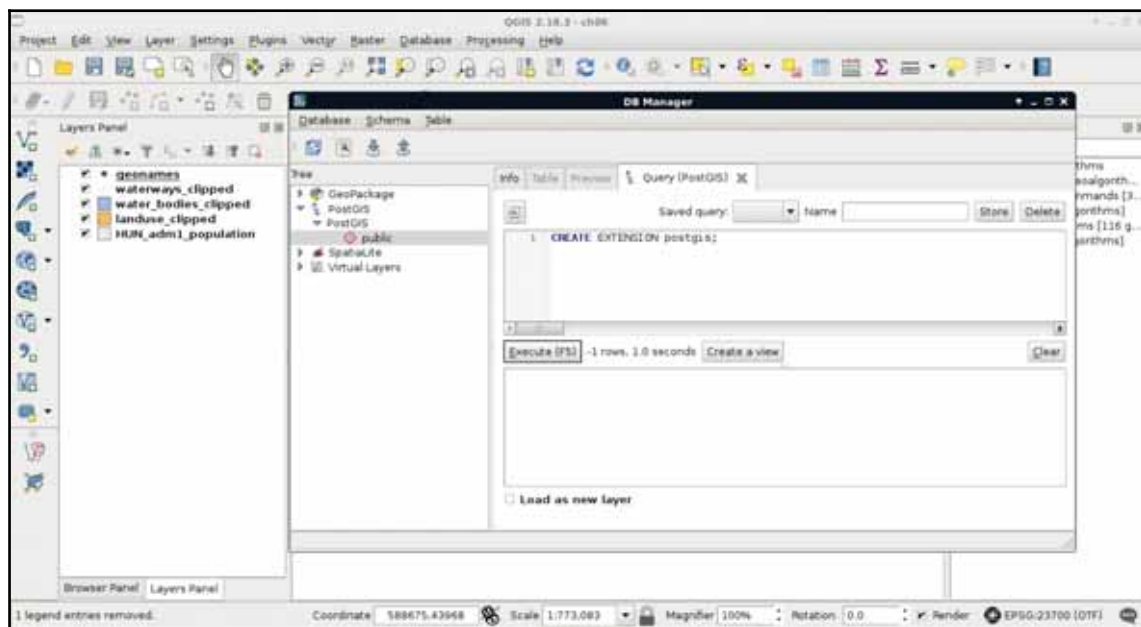 QGIS 2.18.3 - ch06
Project Edit View Layer Settings Plugins Vector Raster Database Processing Help
DB Manager
Database Schema Table
Layers Panel
geonames
waterways_clipped
water_bodies_clipped
landuse_clipped
HUN_adm1_population
Tree
GeoPackage
PostGIS
PostGIS
public
SpatiaLite
Virtual Layers
Info Table Preview Query (PostGIS)
Saved query: Name Store Delete
1 CREATE EXTENSION postgis;
Execute (F5) -1 rows, 1.0 seconds Create a view Clear
Load as new layer
Browser Panel Layers Panel
1 legend entries removed. Coordinate 588675,43968 Scale 1:773,083 Magnifier 100% Rotation 0.0 Render EPSG:23700 (OTF)